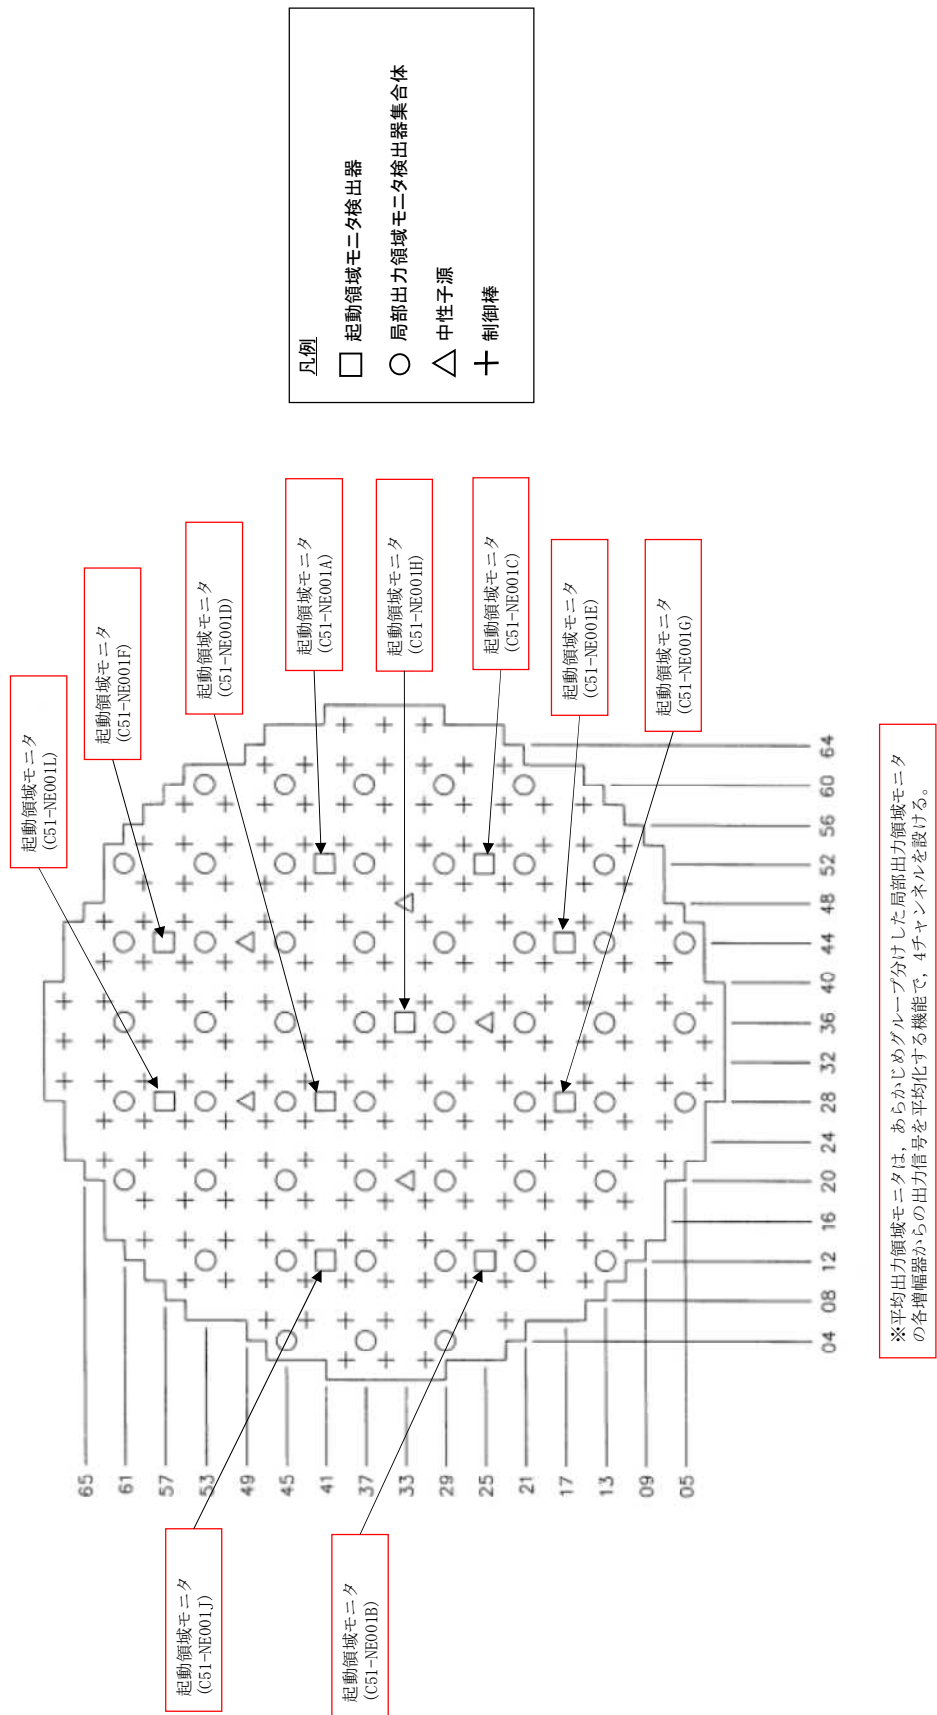 凡例
起動領域モニタ検出器
局部出力領域モニタ検出器集合体
中性子源
制御棒
起動領域モニタ
(C51-NE001L)
起動領域モニタ
(C51-NE001F)
起動領域モニタ
(C51-NE001D)
起動領域モニタ
(C51-NE001A)
起動領域モニタ
(C51-NE001H)
起動領域モニタ
(C51-NE001C)
起動領域モニタ
(C51-NE001E)
起動領域モニタ
(C51-NE001G)
起動領域モニタ
(C51-NE001J)
起動領域モニタ
(C51-NE001B)
65
61
57
53
49
45
41
37
33
29
25
21
17
13
09
05
04 08 12 16 20 24 28 32 36 40 44 48 52 56 60 64
※平均出力領域モニタは，あらかじめグループ分けした局部出力領域モニタ
の各増幅器からの出力信号を平均化する機能で，4チャンネルを設ける。